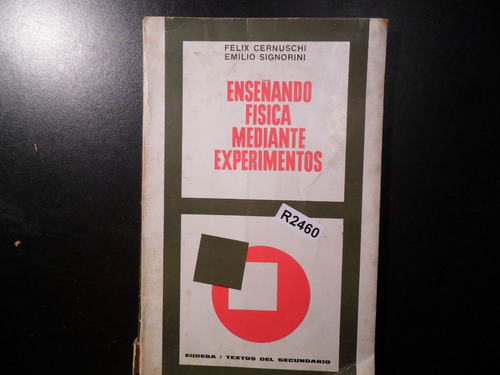 FELIX CERNUSCHI
EMILIO SIGNORINI
ENSEÑANDO
FISICA
MEDIANTE
EXPERIMENTOS
R2460
EUDEBA / TEXTOS DEL SECUNDARIO